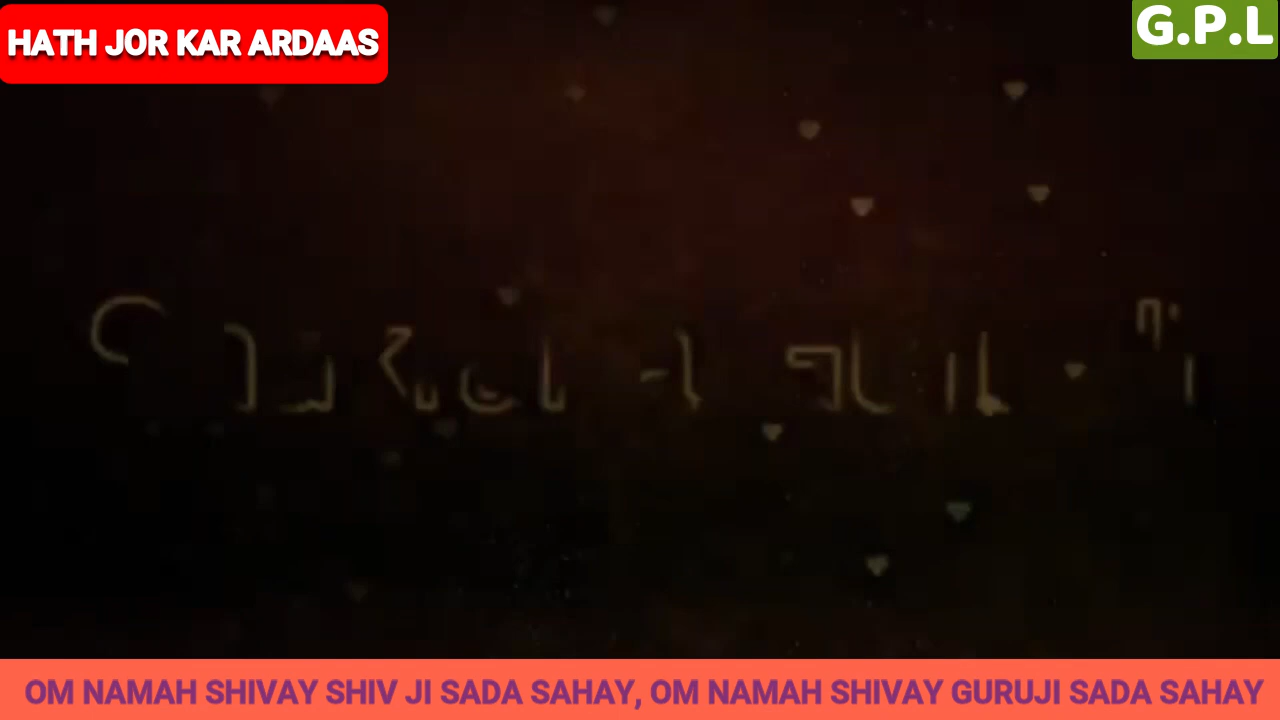 HATH JOR KAR ARDAAS
G.P.L
OM NAMAH SHIVAY SHIV JI SADA SAHAY, OM NAMAH SHIVAY GURUJI SADA SAHAY